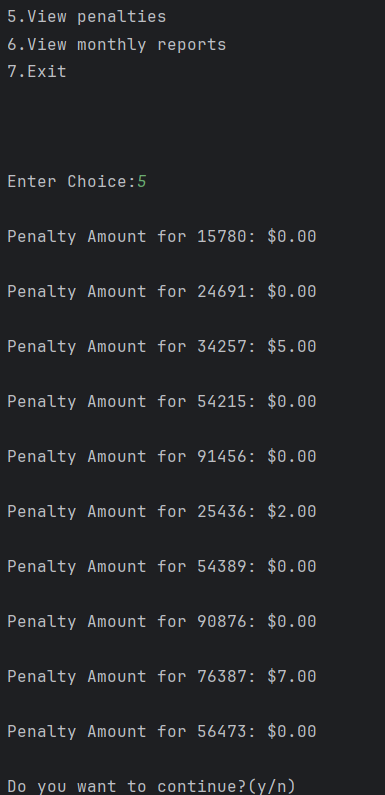 5.View penalties
6.View monthly reports
7.Exit
Enter Choice:5
Penalty Amount for 15780: $0.00
Penalty Amount for 24691: $0.00
Penalty Amount for 34257: $5.00
Penalty Amount for 54215: $0.00
Penalty Amount for 91456: $0.00
Penalty Amount for 25436: $2.00
Penalty Amount for 54389: $0.00
Penalty Amount for 90876: $0.00
Penalty Amount for 76387: $7.00
Penalty Amount for 56473: $0.00
Do you want to continue?(y/n)